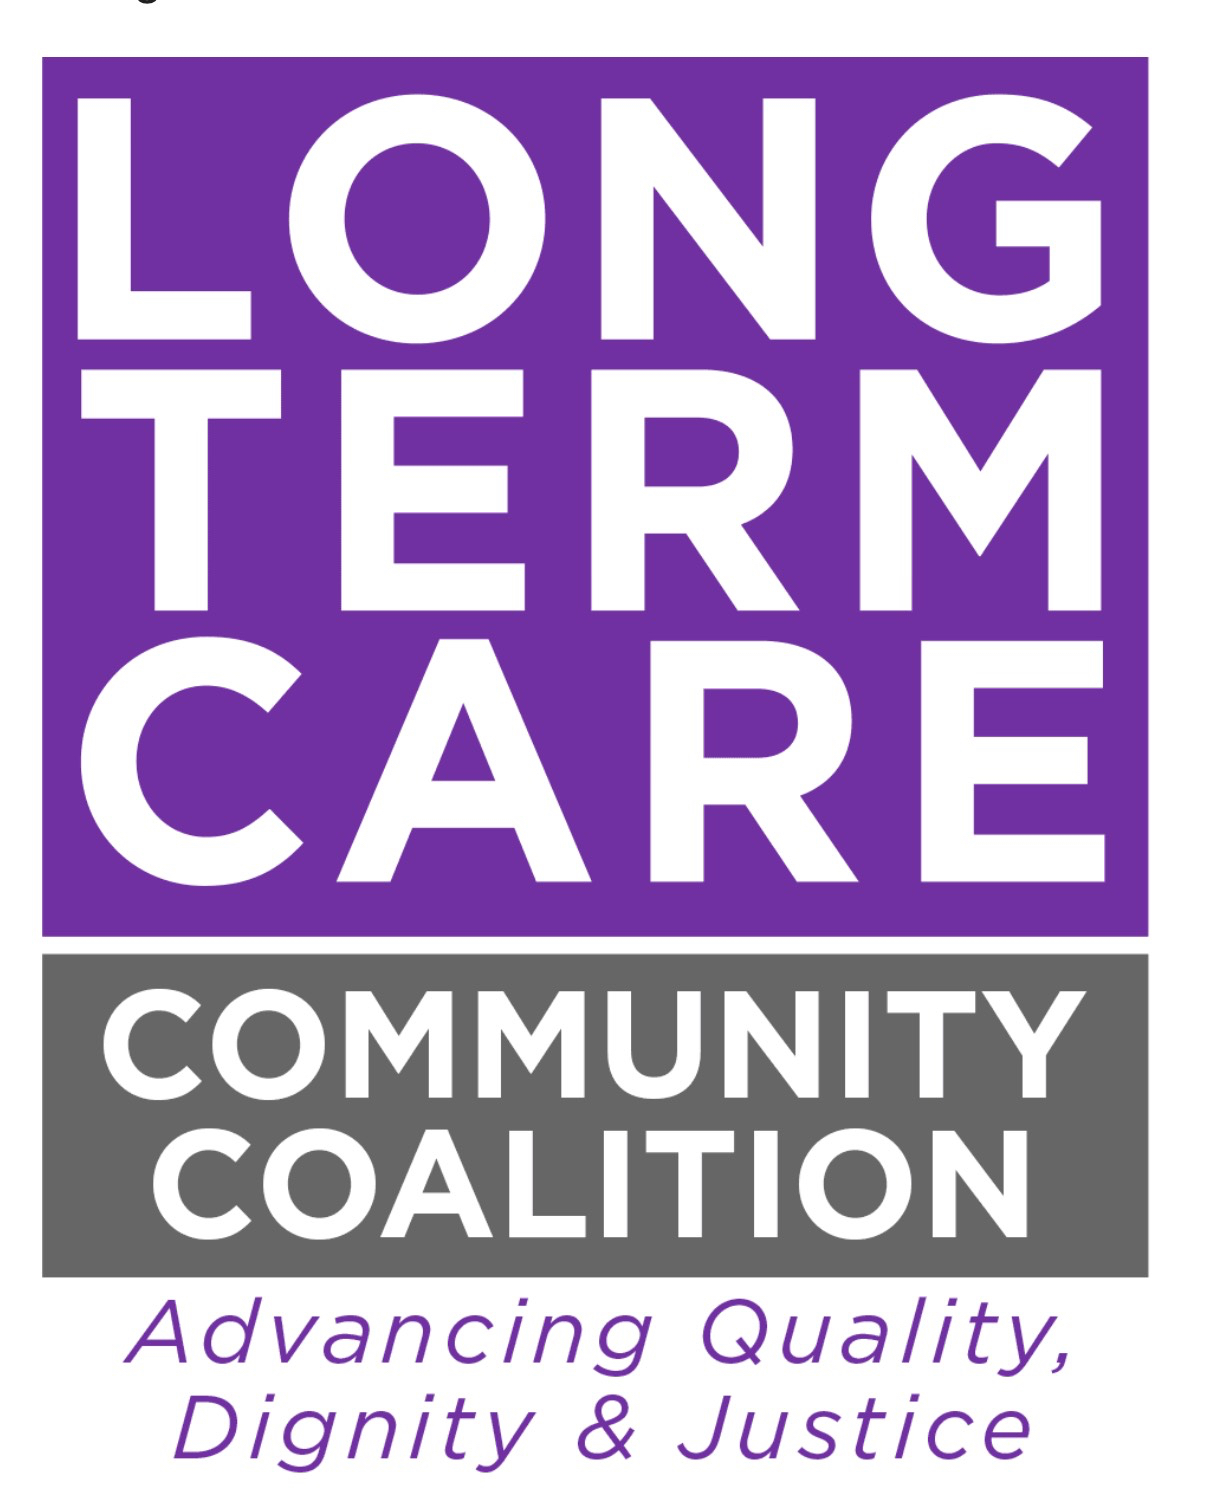 LONG
TERM
CARE
COMMUNITY
COALITION
Advancing Quality,
Dignity & Justice